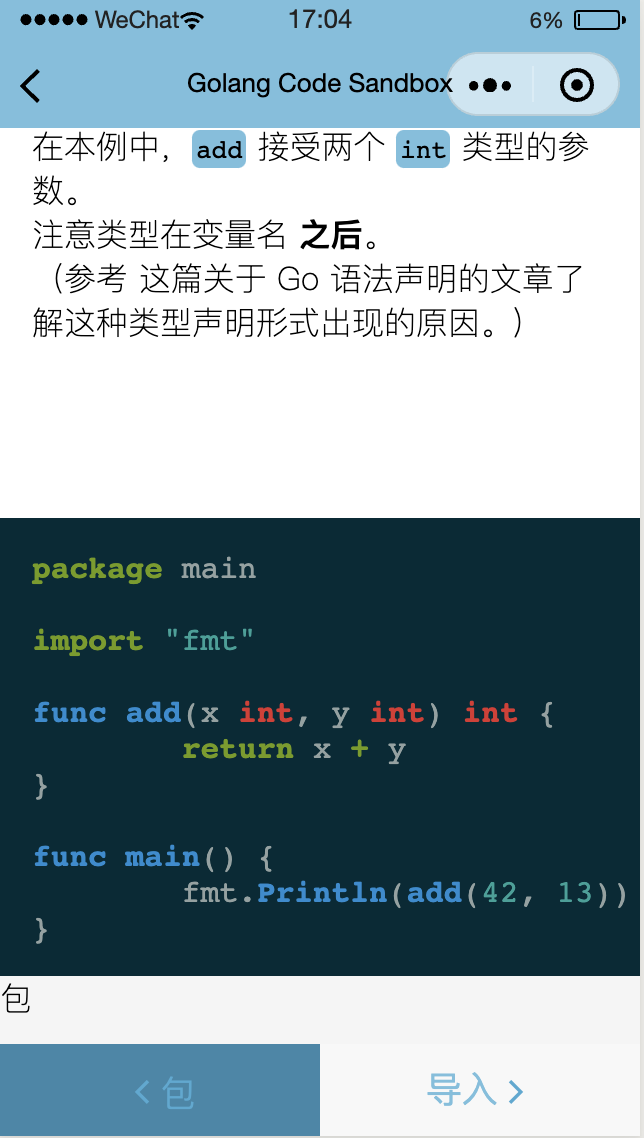 ●●●●● WeChat 17:04 6%
Golang Code Sandbox
在本例中，add 接受两个 int 类型的参
数。
注意类型在变量名 之后。
（参考 这篇关于 Go 语法声明的文章了
解这种类型声明形式出现的原因。）
package main
import "fmt"
func add(x int, y int) int {
        return x + y
}
func main() {
        fmt.Println(add(42, 13))
}
包
包
导入